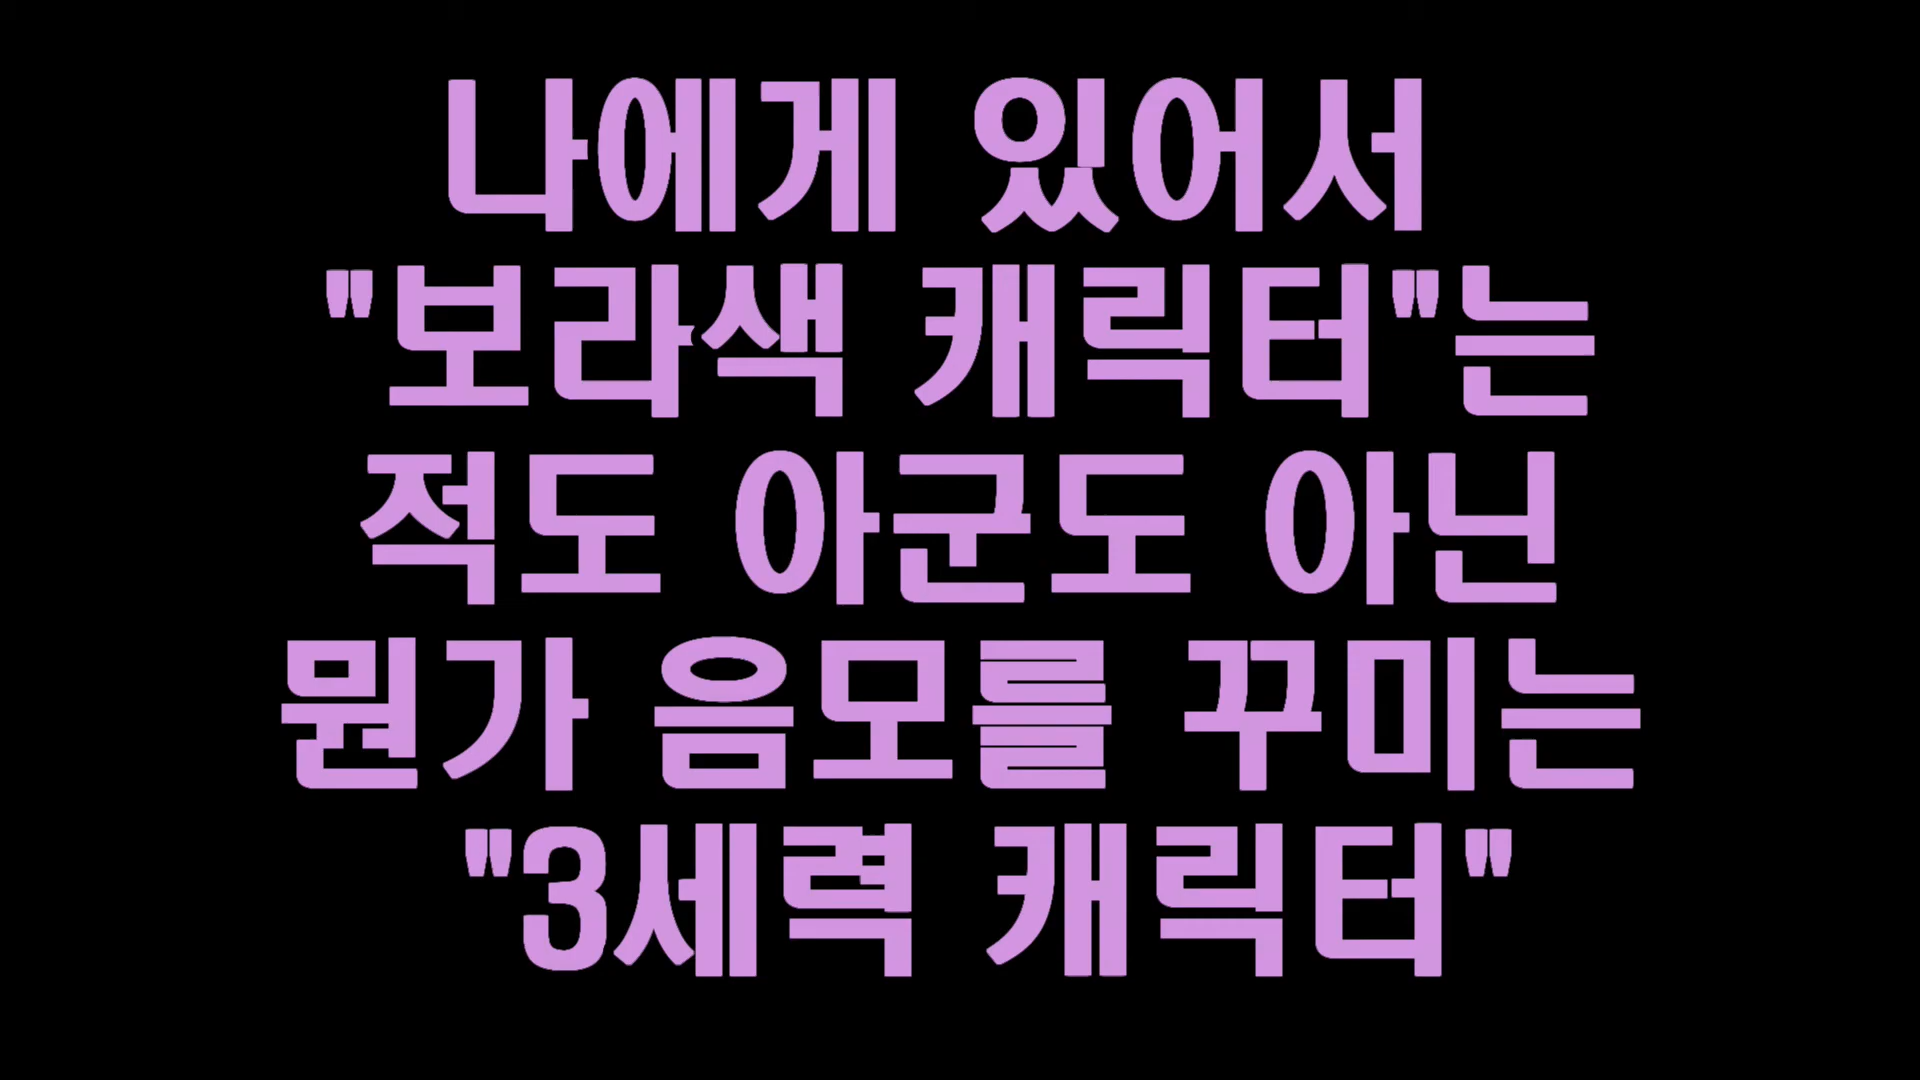 나에게 있어서
"보라색 캐릭터"는
적도 아군도 아닌
뭔가 음모를 꾸미는
"3세력 캐릭터"